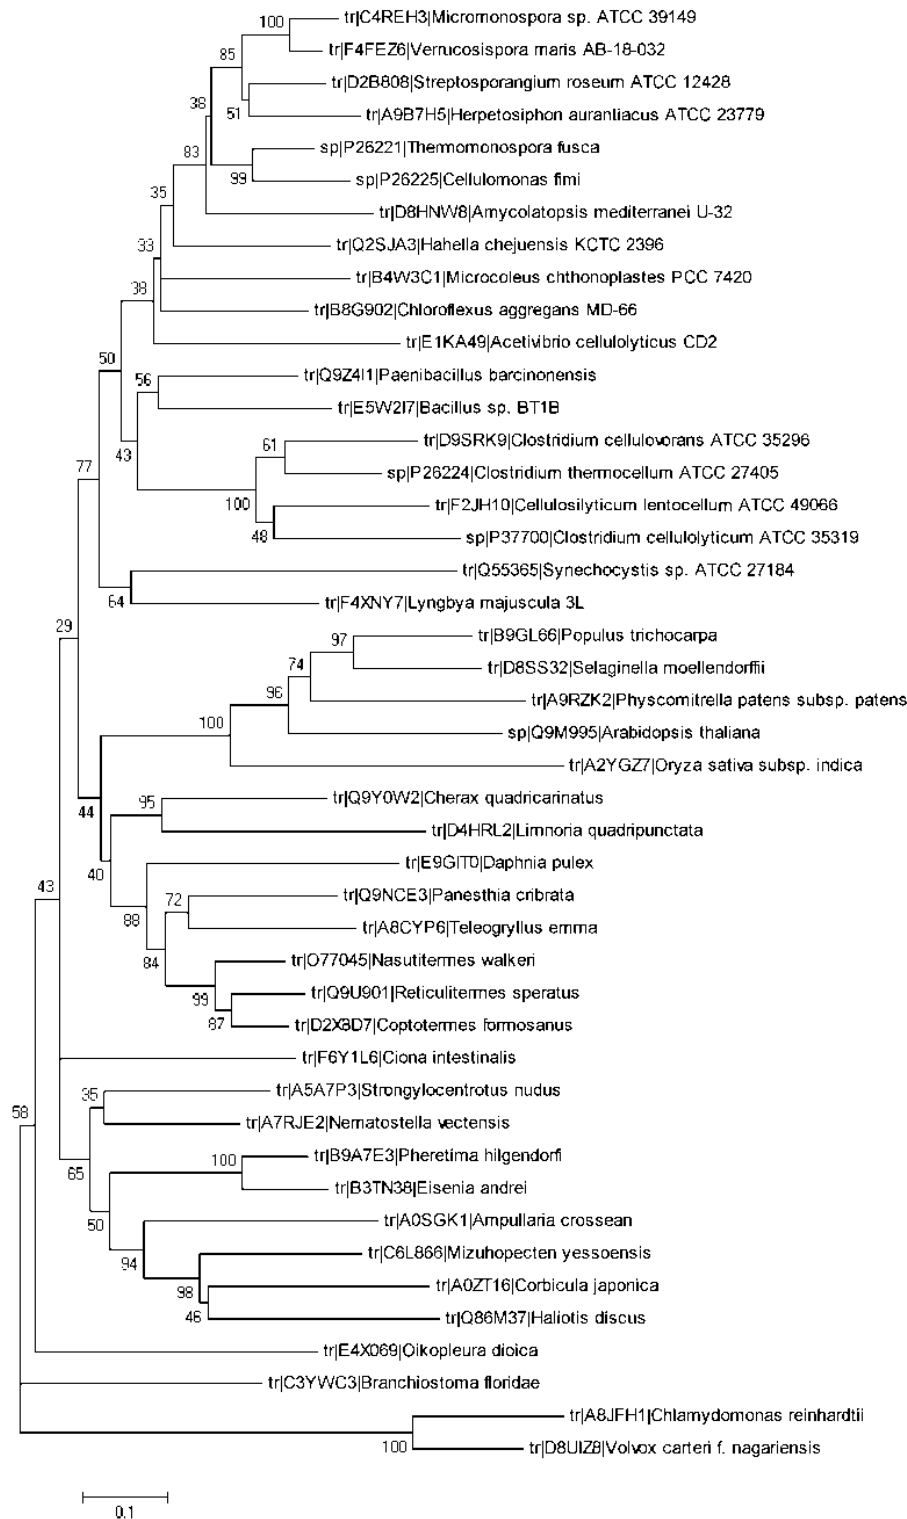 100 tr|C4REH3|Micromonospora sp. ATCC 39149
tr|F4FEZ6|Verrucosispora maris AB-18-032
85
tr|D2B808|Streptosporangium roseum ATCC 12428
38
51 tr|A9B7H5|Herpetosiphon aurantiacus ATCC 23779
sp|P26221|Thermomonospora fusca
83
99 sp|P26225|Cellulomonas fimi
35
tr|D8HNW8|Amycolatopsis mediterranei U-32
33 tr|Q2SJA3|Hahella chejuensis KCTC 2396
tr|B4W3C1|Microcoleus chthonoplastes PCC 7420
38
tr|B8G902|Chloroflexus aggregans MD-66
tr|E1KA49|Acetivibrio cellulolyticus CD2
50
56 tr|Q9Z4I1|Paenibacillus barcinonensis
tr|E5W2I7|Bacillus sp. BT1B
61 tr|D9SRK9|Clostridium cellulovorans ATCC 35296
43
77 sp|P26224|Clostridium thermocellum ATCC 27405
100 tr|F2JH10|Cellulosilyticum lentocellum ATCC 49066
48 sp|P37700|Clostridium cellulolyticum ATCC 35319
tr|Q55365|Synechocystis sp. ATCC 27184
64 tr|F4XNY7|Lyngbya majuscula 3L
29
97 tr|B9GL66|Populus trichocarpa
74 tr|D8SS32|Selaginella moellendorffii
96 tr|A9RZK2|Physcomitrella patens subsp. patens
100 sp|Q9M995|Arabidopsis thaliana
tr|A2YGZ7|Oryza sativa subsp. indica
44 95 tr|Q9Y0W2|Cherax quadricarinatus
tr|D4HRL2|Limnoria quadripunctata
40 tr|E9GIT0|Daphnia pulex
43
72 tr|Q9NCE3|Panesthia cribrata
88
tr|A8CYP6|Teleogryllus emma
84 tr|O77045|Nasutitermes walkeri
99 tr|Q9U901|Reticulitermes speratus
87 tr|D2X3D7|Coptotermes formosanus
tr|F6Y1L6|Ciona intestinalis
35 tr|A5A7P3|Strongylocentrotus nudus
58
tr|A7RJE2|Nematostella vectensis
65 100 tr|B9A7E3|Pheretima hilgendorfi
tr|B3TN38|Eisenia andrei
50 tr|A0SGK1|Ampullaria crossean
94 tr|C6L866|Mizuhopecten yessoensis
98 tr|A0ZT16|Corbicula japonica
46 tr|Q86M37|Haliotis discus
tr|E4X069|Oikopleura dioica
tr|C3YWC3|Branchiostoma floridae
tr|A8JFH1|Chlamydomonas reinhardtii
100 tr|D8UIZ8|Volvox carteri f. nagariensis
0.1